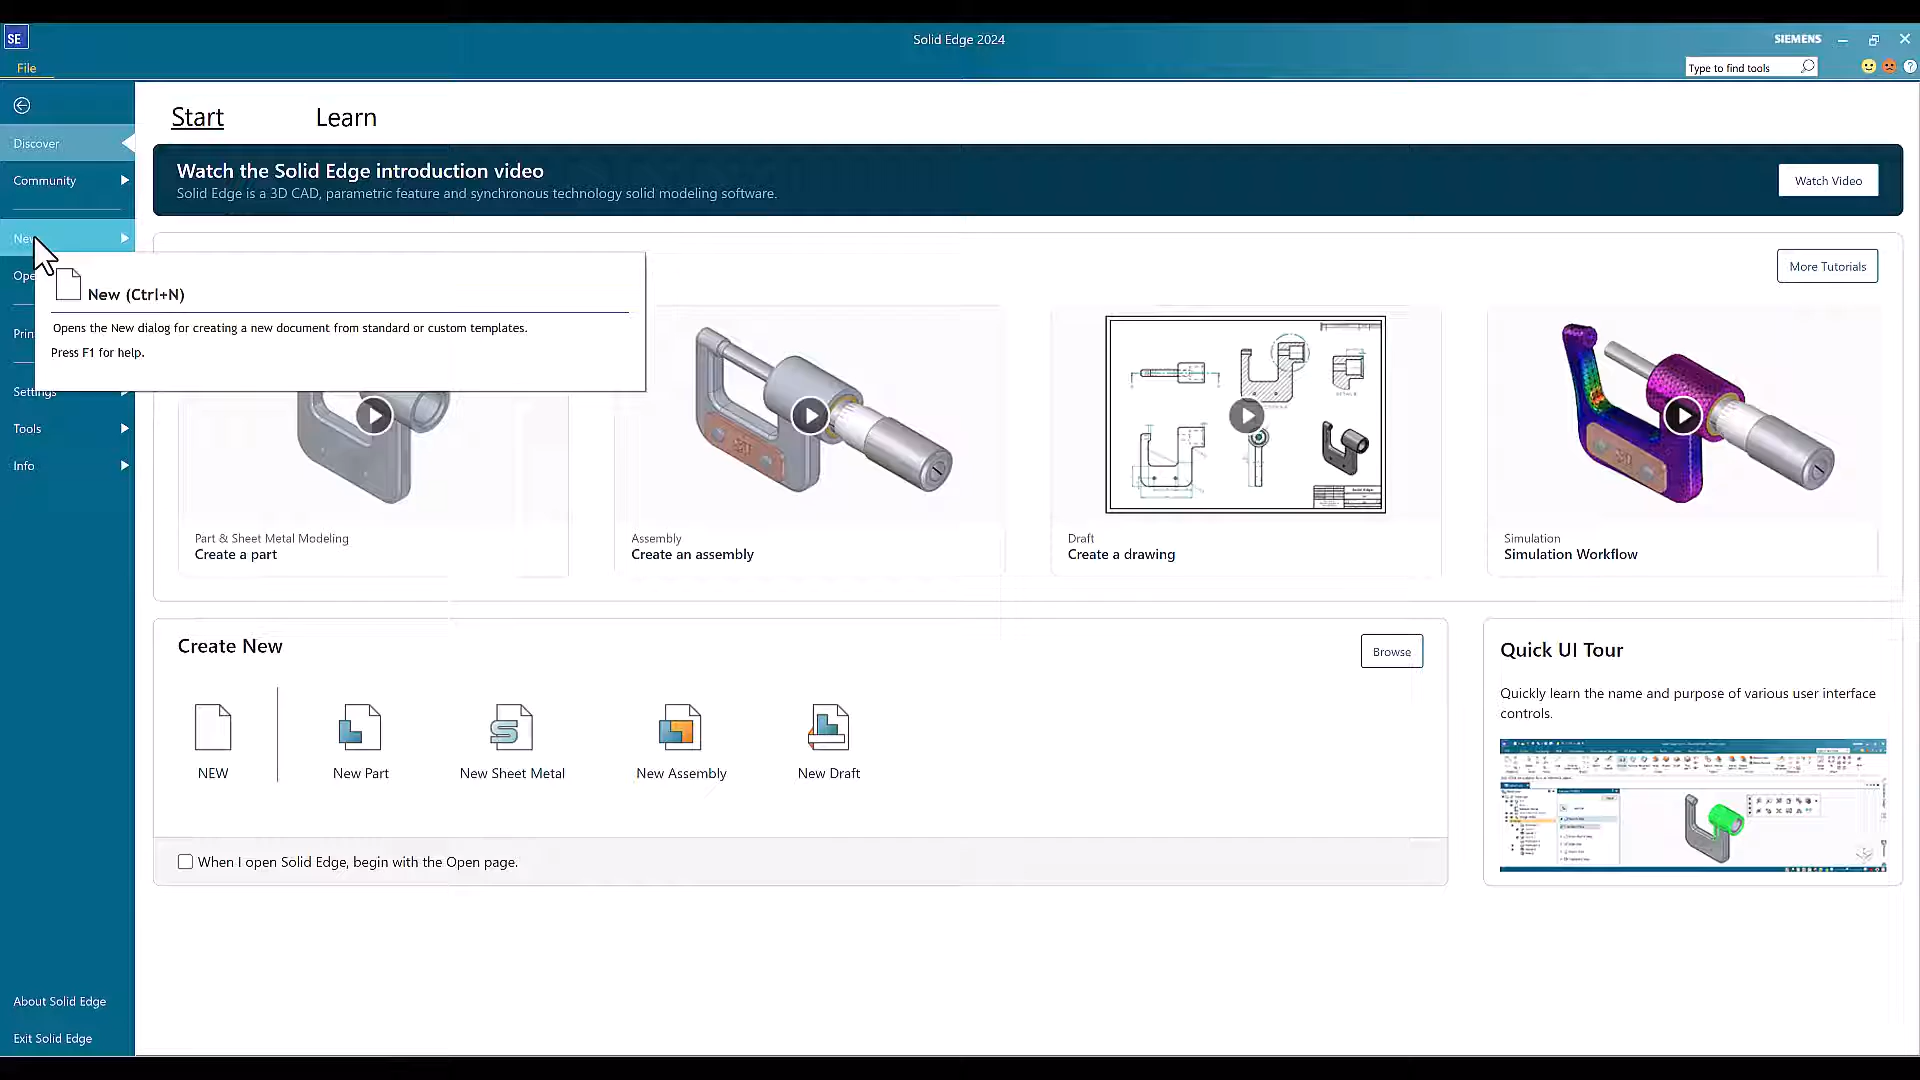 SE
Solid Edge 2024
SIEMENS
File
Type to find tools
Discover
Community
New
Settings
Tools
Info
About Solid Edge
Exit Solid Edge
Start
Learn
Watch the Solid Edge introduction video
Solid Edge is a 3D CAD, parametric feature and synchronous technology solid modeling software.
Watch Video
More Tutorials
New (Ctrl+N)
Opens the New dialog for creating a new document from standard or custom templates.
Press F1 for help.
Part & Sheet Metal Modeling
Create a part
Assembly
Create an assembly
Draft
Create a drawing
Simulation
Simulation Workflow
Create New
Browse
NEW
New Part
New Sheet Metal
New Assembly
New Draft
When I open Solid Edge, begin with the Open page.
Quick UI Tour
Quickly learn the name and purpose of various user interface
controls.